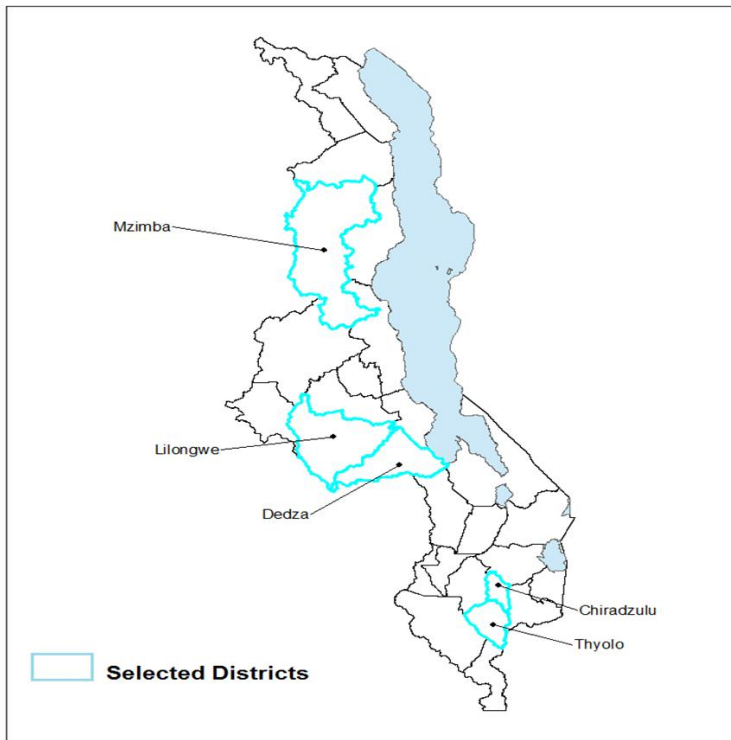 Mzimba
Lilongwe
Dedza
Chiradzulu
Thyolo
Selected Districts